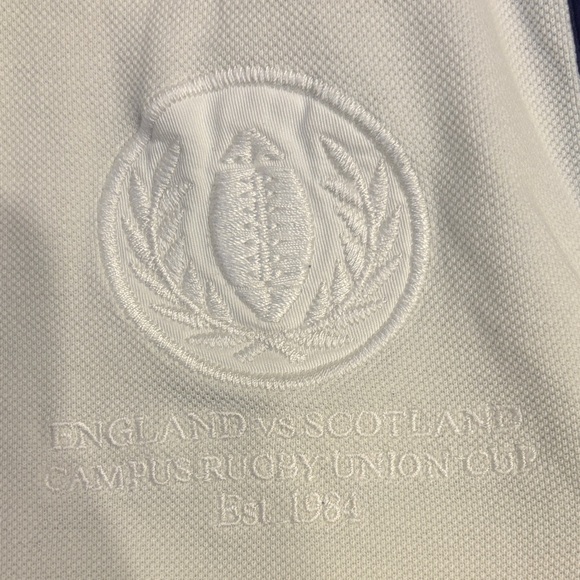 ENGLAND vs SCOTLAND
CAMPUS RUGBY UNION CUP
Est 1984